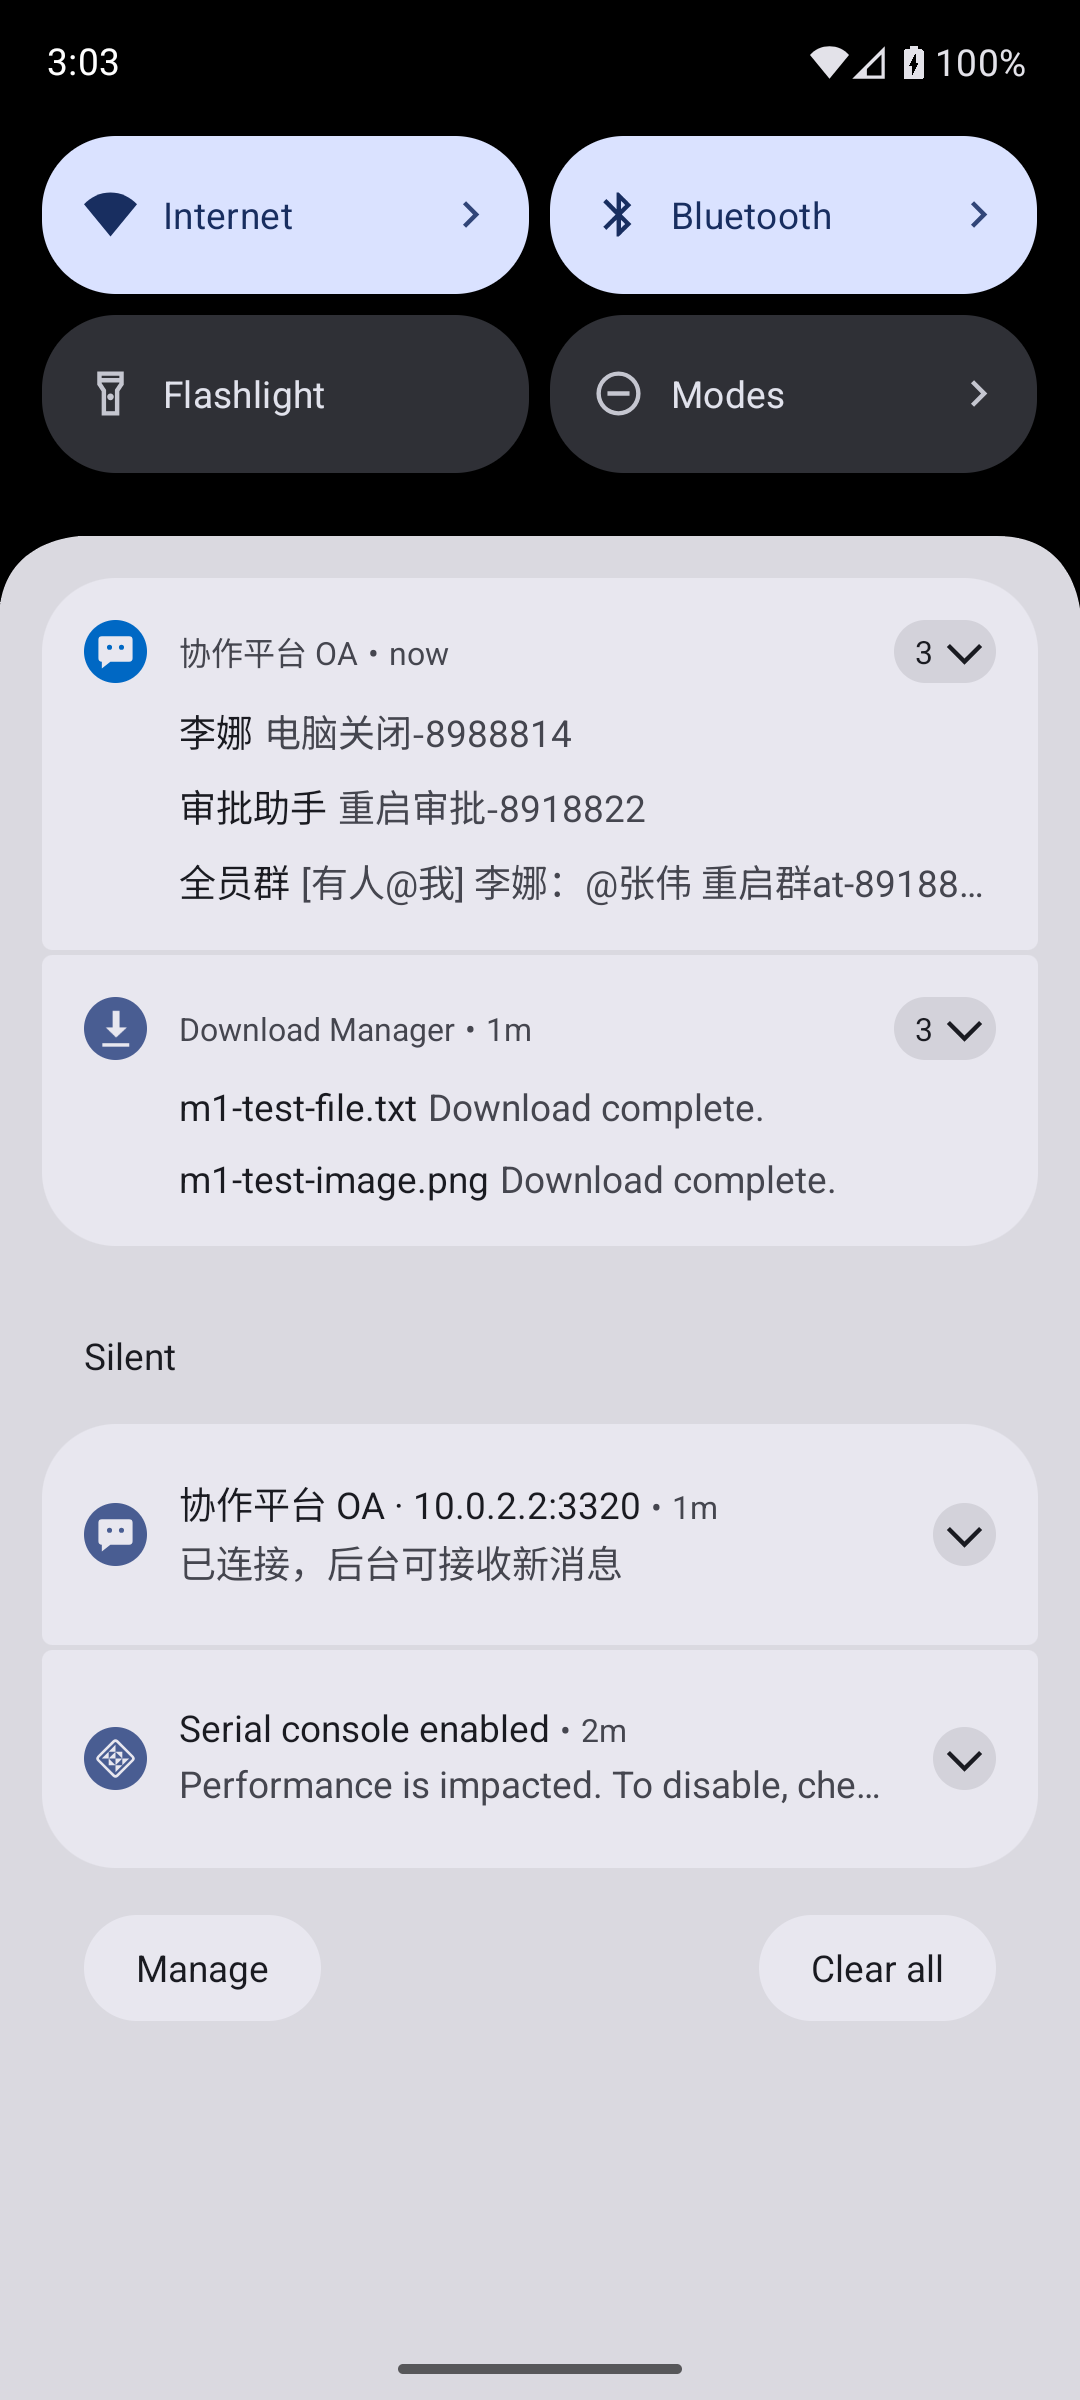 3:03
100%
Internet
Bluetooth
Flashlight
Modes
协作平台 OA • now
3
李娜 电脑关闭-8988814
审批助手 重启审批-8918822
全员群 [有人@我] 李娜：@张伟 重启群at-89188…
Download Manager • 1m
3
m1-test-file.txt Download complete.
m1-test-image.png Download complete.
Silent
协作平台 OA · 10.0.2.2:3320 • 1m
已连接，后台可接收新消息
Serial console enabled • 2m
Performance is impacted. To disable, che…
Manage
Clear all